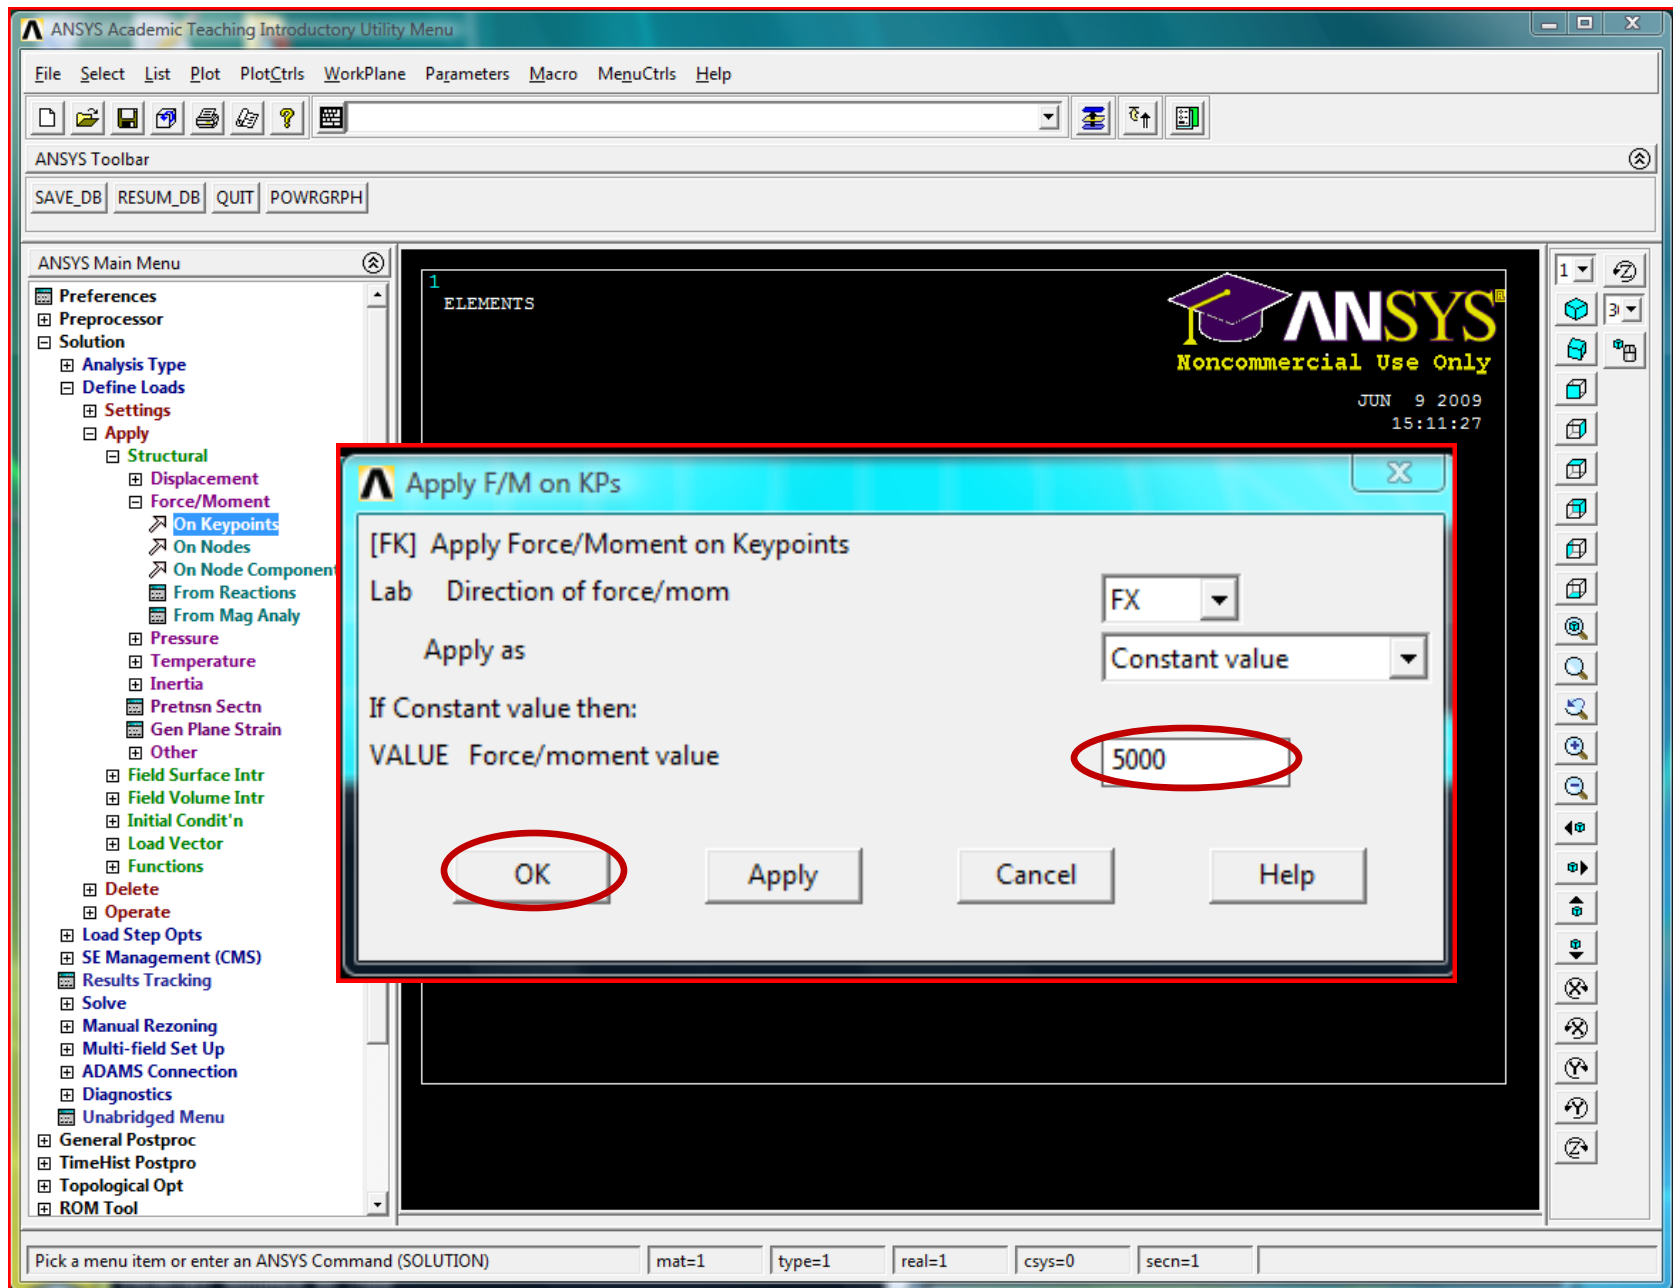 ANSYS Academic Teaching Introductory Utility Menu
File Select List Plot PlotCtrls WorkPlane Parameters Macro MenuCtrls Help
ANSYS Toolbar
SAVE_DB RESUM_DB QUIT POWRGRPH
ANSYS Main Menu
Preferences
Preprocessor
Solution
Analysis Type
Define Loads
Settings
Apply
Structural
Displacement
Force/Moment
On Keypoints
On Nodes
On Node Component
From Reactions
From Mag Analy
Pressure
Temperature
Inertia
Pretnsn Sectn
Gen Plane Strain
Other
Field Surface Intr
Field Volume Intr
Initial Condit'n
Load Vector
Functions
Delete
Operate
Load Step Opts
SE Management (CMS)
Results Tracking
Solve
Manual Rezoning
Multi-field Set Up
ADAMS Connection
Diagnostics
Unabridged Menu
General Postproc
TimeHist Postpro
Topological Opt
ROM Tool
1
ELEMENTS
ANSYS®
Noncommercial Use Only
JUN 9 2009
15:11:27
Apply F/M on KPs
[FK] Apply Force/Moment on Keypoints
Lab Direction of force/mom FX
Apply as Constant value
If Constant value then:
VALUE Force/moment value 5000
OK Apply Cancel Help
1
Pick a menu item or enter an ANSYS Command (SOLUTION) mat=1 type=1 real=1 csys=0 secn=1